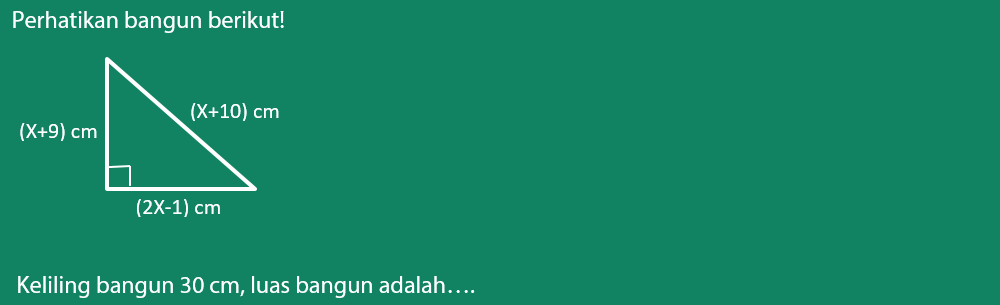 Perhatikan bangun berikut!
(X+10) cm
(X+9) cm
(2X-1) cm
Keliling bangun 30 cm, luas bangun adalah....